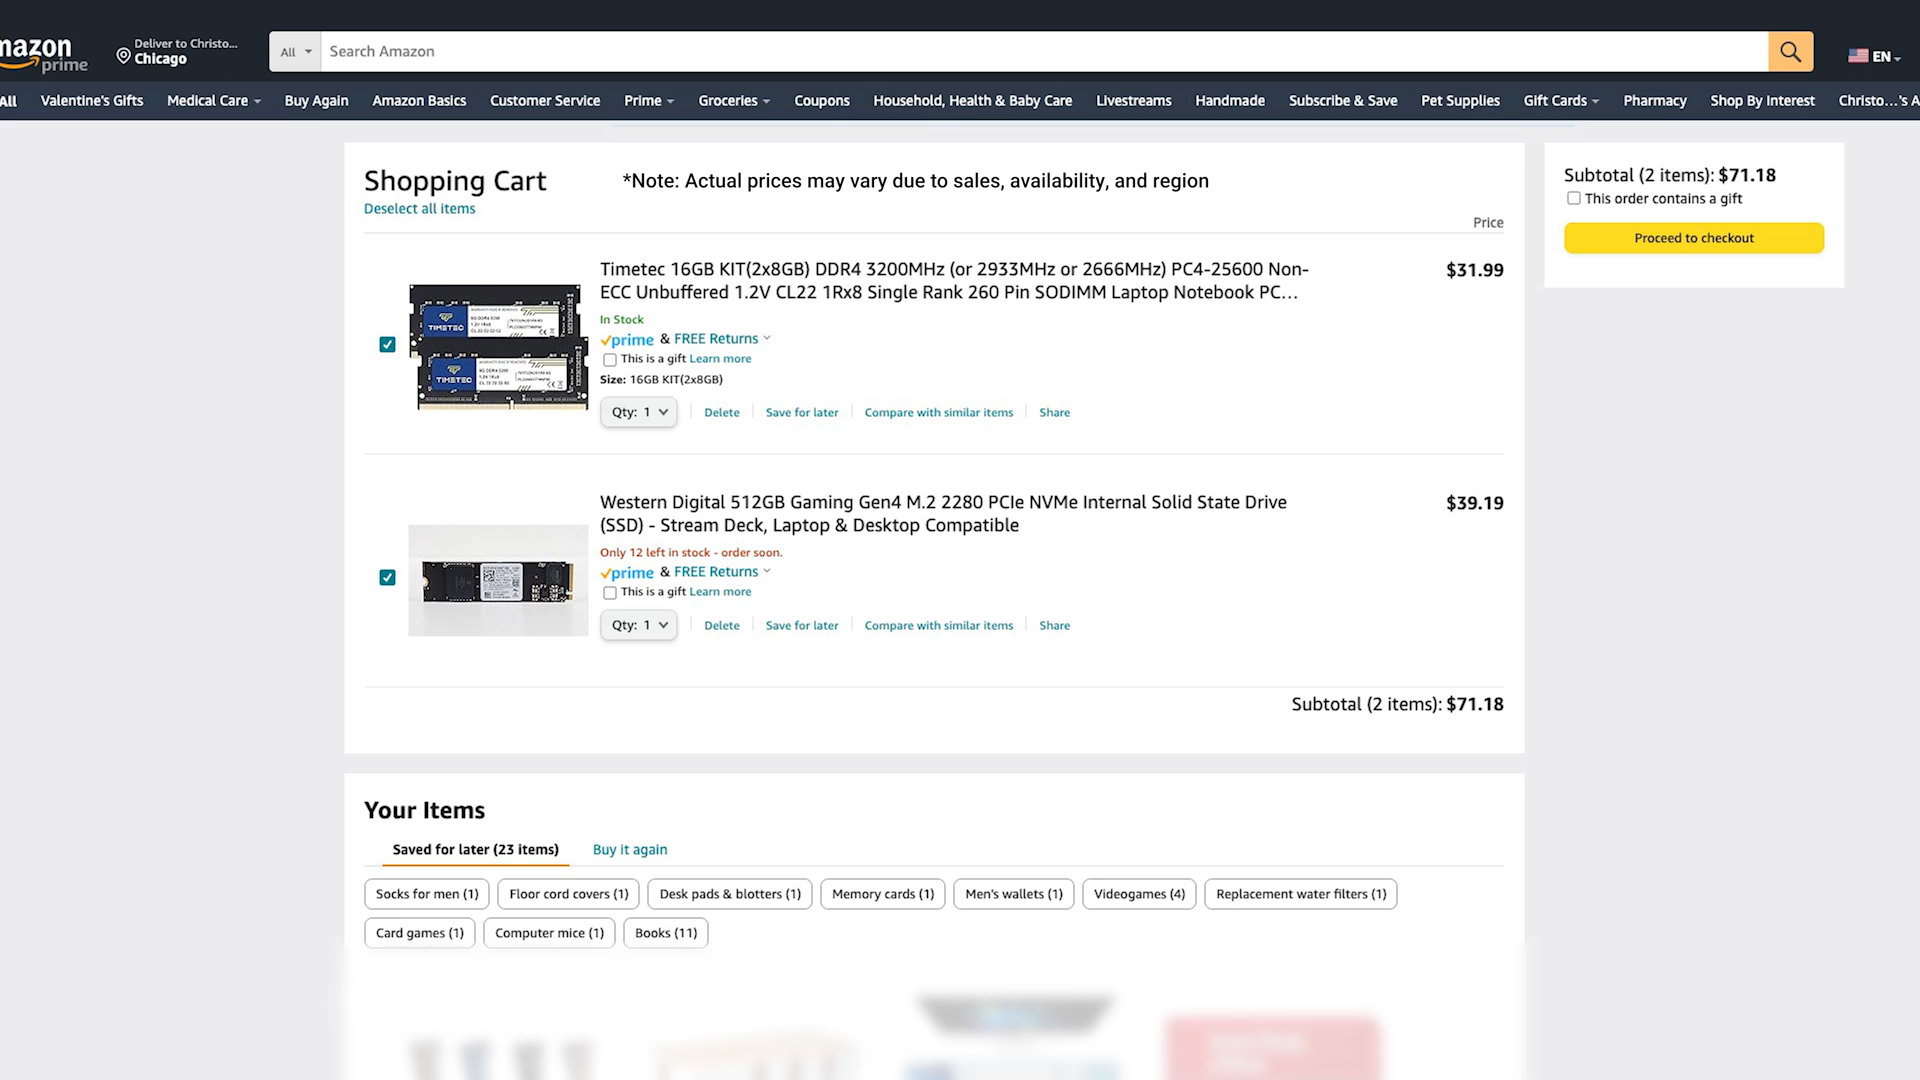 mazon
prime
Deliver to Christo...
Chicago
All
Search Amazon
EN
All
Valentine's Gifts
Medical Care
Buy Again
Amazon Basics
Customer Service
Prime
Groceries
Coupons
Household, Health & Baby Care
Livestreams
Handmade
Subscribe & Save
Pet Supplies
Gift Cards
Pharmacy
Shop By Interest
Christo...'s A
Shopping Cart
*Note: Actual prices may vary due to sales, availability, and region
Deselect all items
Price
Timetec 16GB KIT(2x8GB) DDR4 3200MHz (or 2933MHz or 2666MHz) PC4-25600 Non-
ECC Unbuffered 1.2V CL22 1Rx8 Single Rank 260 Pin SODIMM Laptop Notebook PC...
$31.99
In Stock
prime & FREE Returns
This is a gift Learn more
Size: 16GB KIT(2x8GB)
Qty: 1
Delete
Save for later
Compare with similar items
Share
TIMETEC
TIMETEC
Western Digital 512GB Gaming Gen4 M.2 2280 PCIe NVMe Internal Solid State Drive
(SSD) - Stream Deck, Laptop & Desktop Compatible
$39.19
Only 12 left in stock - order soon.
prime & FREE Returns
This is a gift Learn more
Qty: 1
Delete
Save for later
Compare with similar items
Share
Subtotal (2 items): $71.18
Subtotal (2 items): $71.18
This order contains a gift
Proceed to checkout
Your Items
Saved for later (23 items)
Buy it again
Socks for men (1)
Floor cord covers (1)
Desk pads & blotters (1)
Memory cards (1)
Men's wallets (1)
Videogames (4)
Replacement water filters (1)
Card games (1)
Computer mice (1)
Books (11)